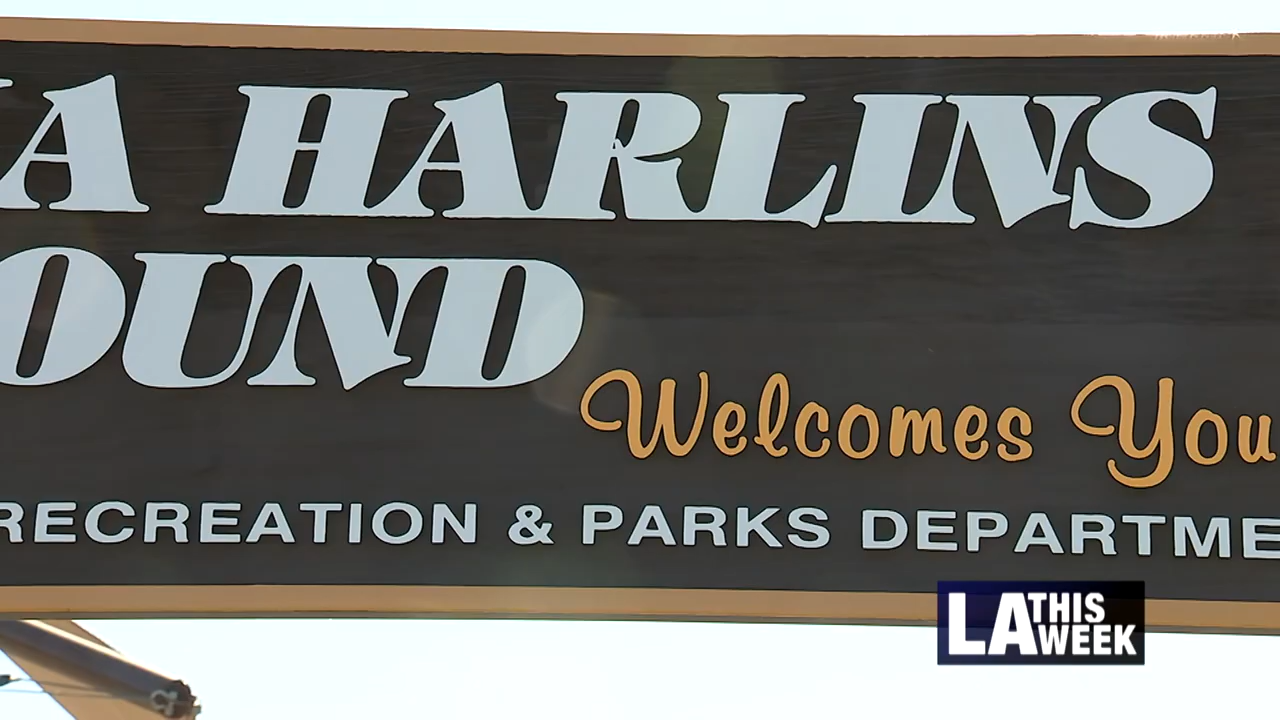 A HARLINS
OUND
Welcomes You
RECREATION & PARKS DEPARTME
LA THIS
WEEK